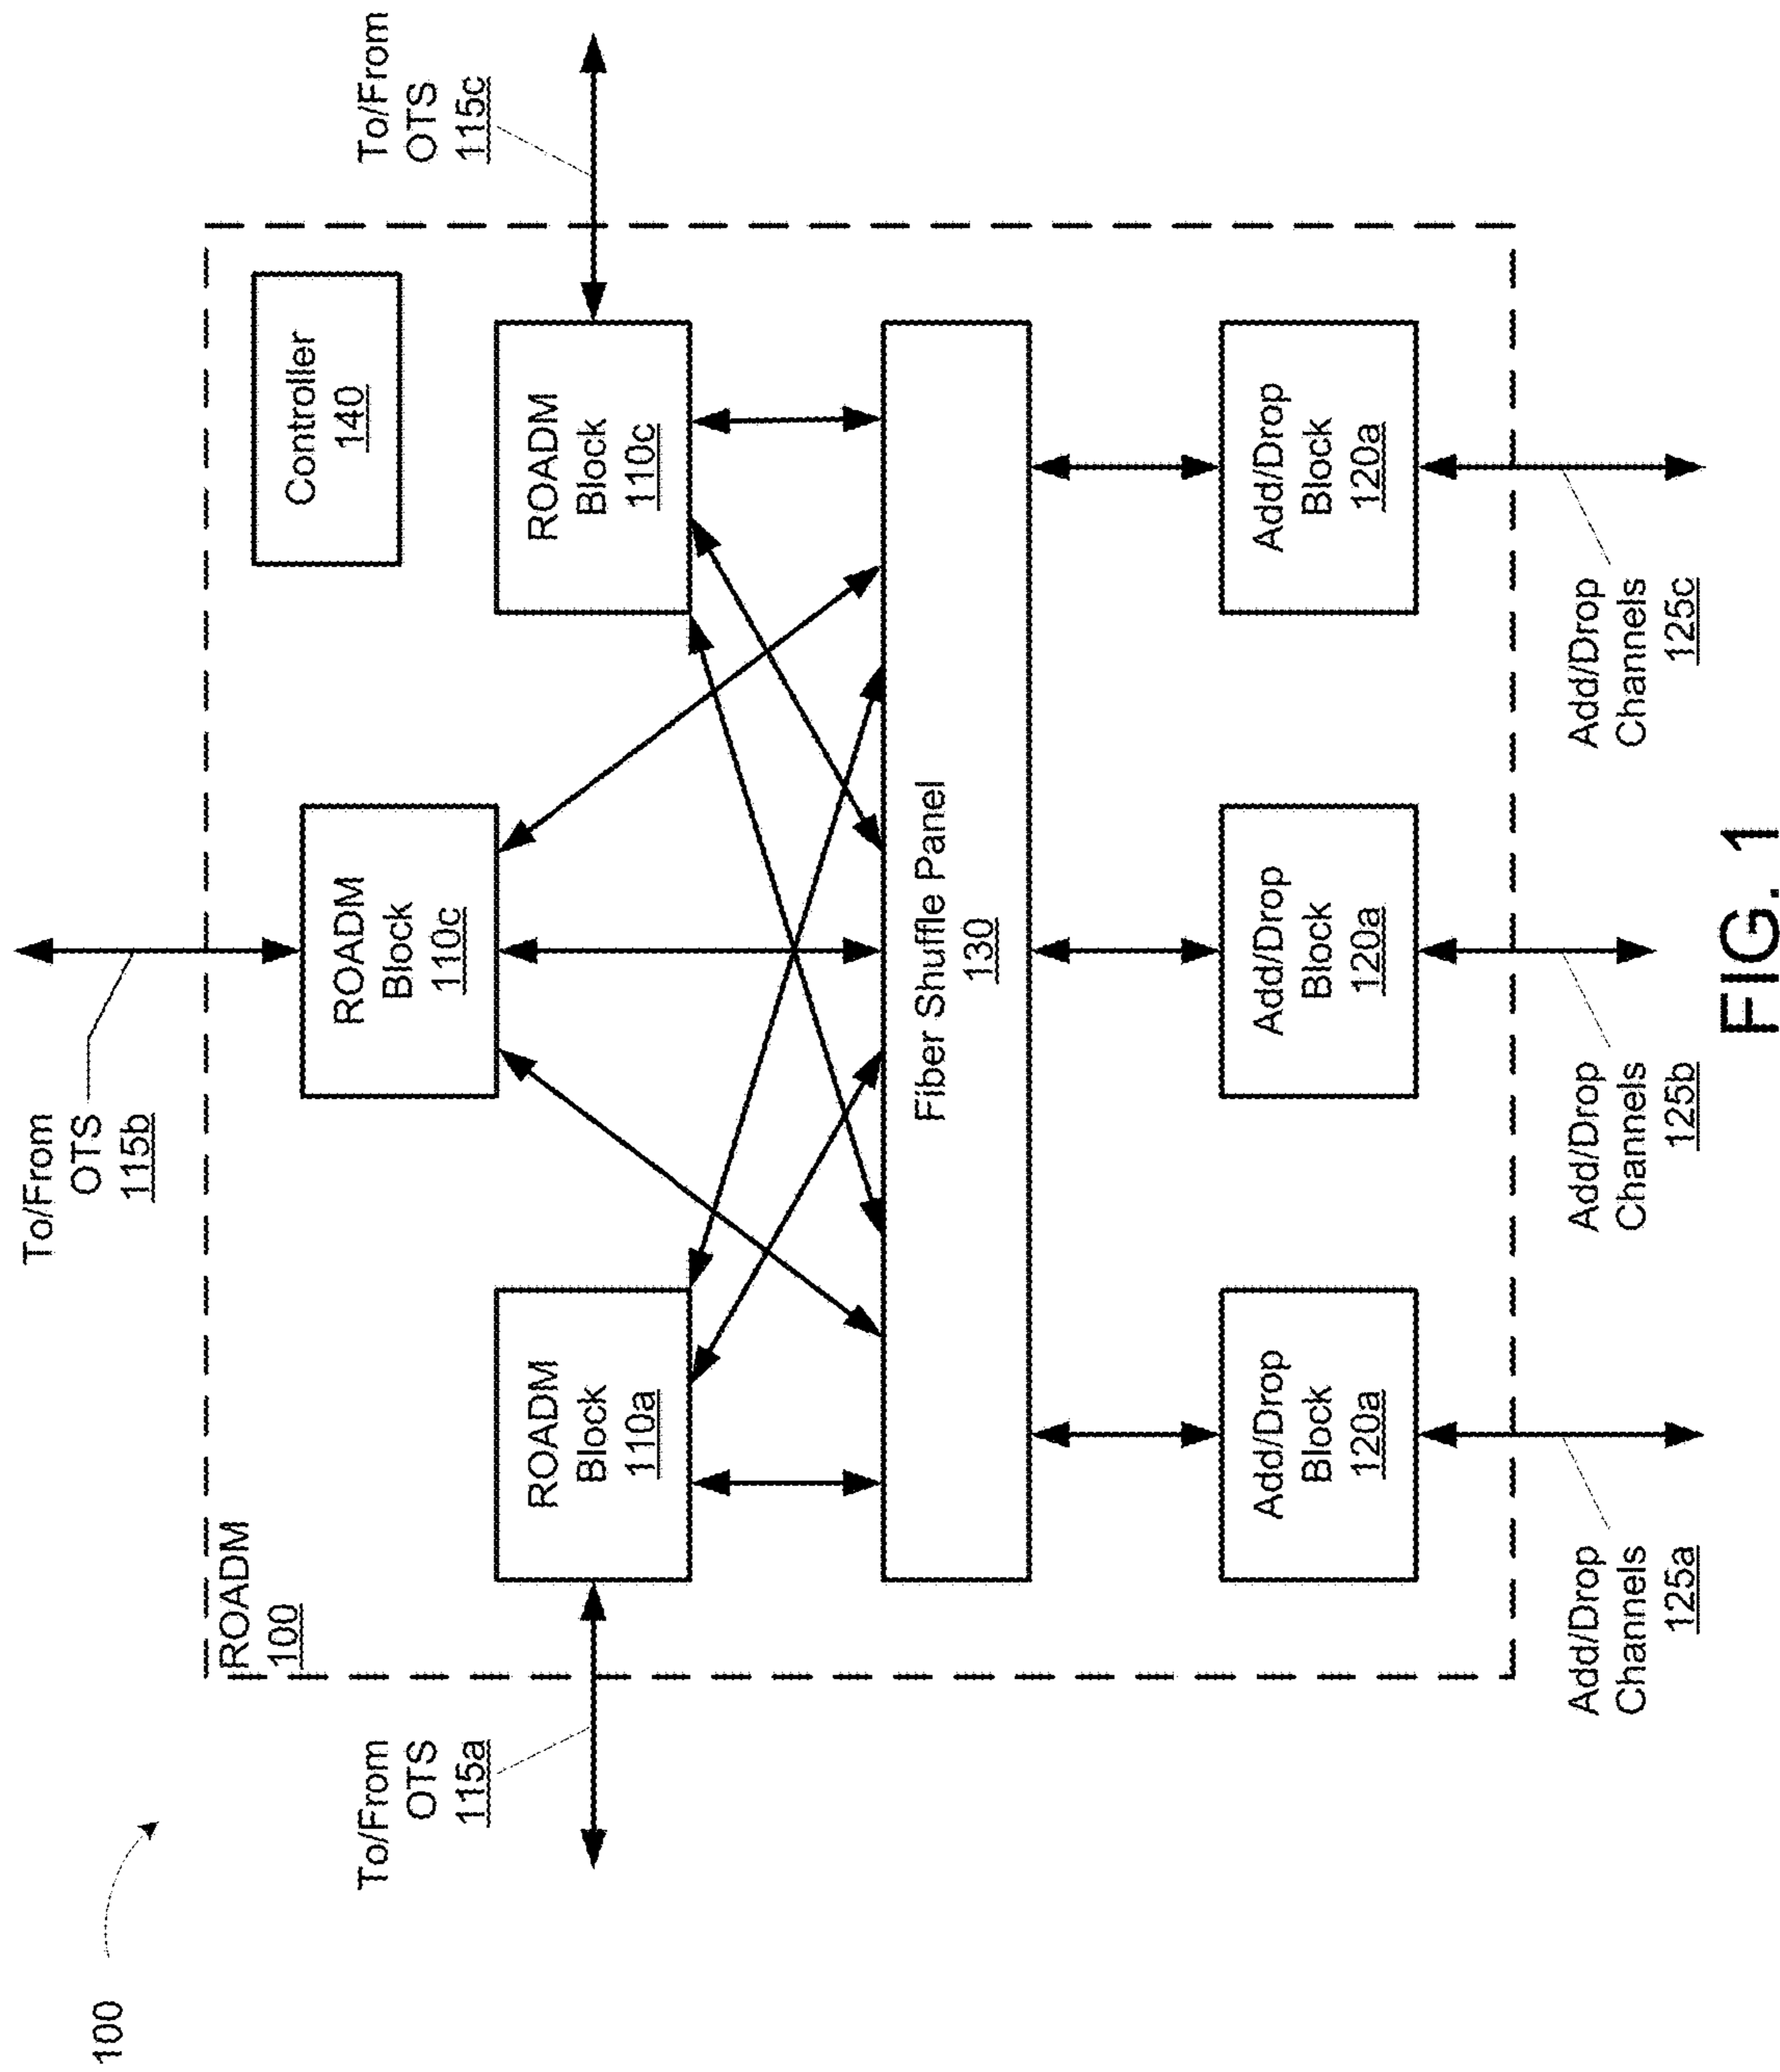 100
ROADM
100
To/From
OTS
115b
Controller
140
ROADM
Block
110c
To/From
OTS
115a
ROADM
Block
110a
ROADM
Block
110c
To/From
OTS
115c
Fiber Shuffle Panel
130
Add/Drop
Block
120a
Add/Drop
Block
120a
Add/Drop
Block
120a
Add/Drop
Channels
125a
Add/Drop
Channels
125b
Add/Drop
Channels
125c
FIG. 1